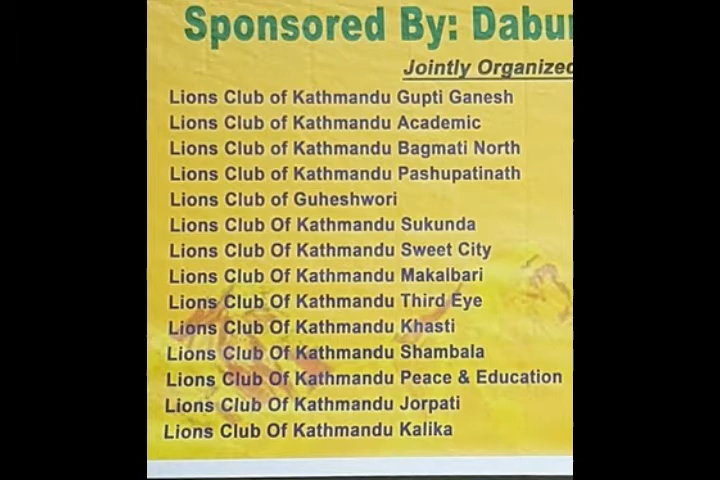 Sponsored By: Dabur
Jointly Organized
Lions Club of Kathmandu Gupti Ganesh
Lions Club of Kathmandu Academic
Lions Club of Kathmandu Bagmati North
Lions Club of Kathmandu Pashupatinath
Lions Club of Guheshwori
Lions Club Of Kathmandu Sukunda
Lions Club Of Kathmandu Sweet City
Lions Club Of Kathmandu Makalbari
Lions Club Of Kathmandu Third Eye
Lions Club Of Kathmandu Khasti
Lions Club Of Kathmandu Shambala
Lions Club Of Kathmandu Peace & Education
Lions Club Of Kathmandu Jorpati
Lions Club Of Kathmandu Kalika